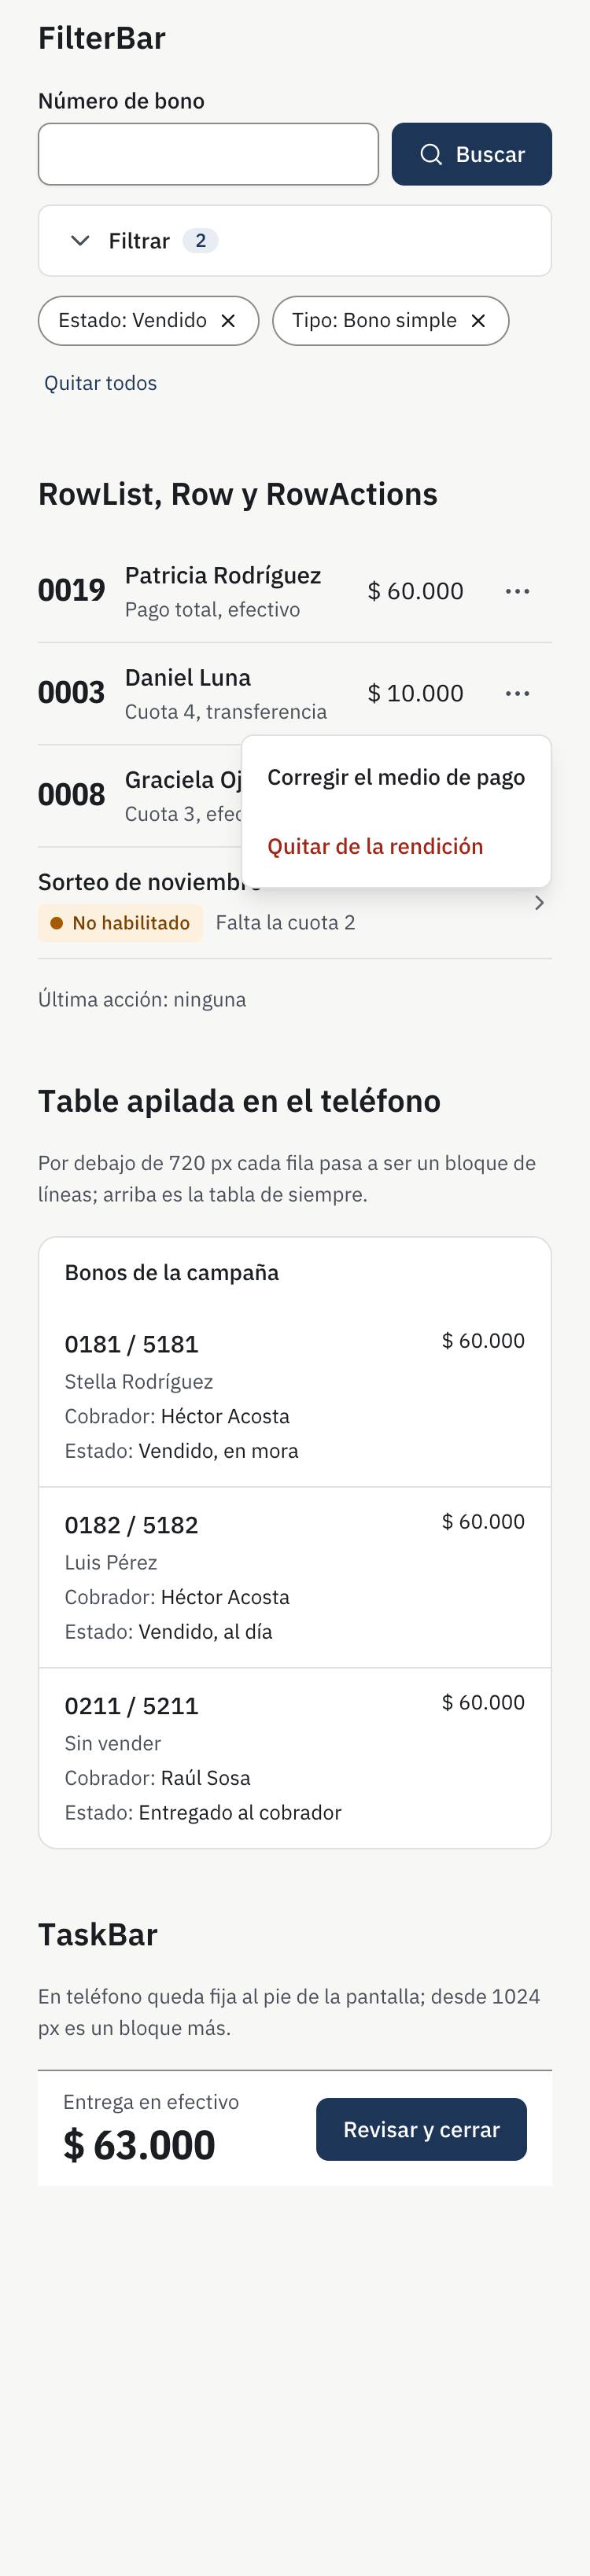 FilterBar
Número de bono
Buscar
Filtrar 2
Estado: Vendido
Tipo: Bono simple
Quitar todos
RowList, Row y RowActions
0019 Patricia Rodríguez $ 60.000
Pago total, efectivo
0003 Daniel Luna $ 10.000
Cuota 4, transferencia
0008 Graciela
Cuota 3,
Corregir el medio de pago
Quitar de la rendición
Sorteo de noviembre
No habilitado Falta la cuota 2
Última acción: ninguna
Table apilada en el teléfono
Por debajo de 720 px cada fila pasa a ser un bloque de
líneas; arriba es la tabla de siempre.
Bonos de la campaña
0181 / 5181 $ 60.000
Stella Rodríguez
Cobrador: Héctor Acosta
Estado: Vendido, en mora
0182 / 5182 $ 60.000
Luis Pérez
Cobrador: Héctor Acosta
Estado: Vendido, al día
0211 / 5211 $ 60.000
Sin vender
Cobrador: Raúl Sosa
Estado: Entregado al cobrador
TaskBar
En teléfono queda fija al pie de la pantalla; desde 1024
px es un bloque más.
Entrega en efectivo
$ 63.000
Revisar y cerrar